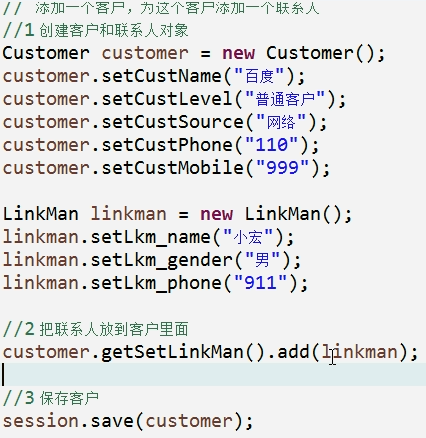 // 添加一个客尸，为这个客尸添加一个联糸人
//1 创建客户和联系人对象
Customer customer = new Customer();
customer.setCustName("百度");
customer.setCustLevel("普通客户");
customer.setCustSource("网络");
customer.setCustPhone("110");
customer.setCustMobile("999");
LinkMan linkman = new LinkMan();
linkman.setLkm_name("小宏");
linkman.setLkm_gender("男");
linkman.setLkm_phone("911");
//2 把联系人放到客户里面
customer.getSetLinkMan().add(linkman);
//3 保存客户
session.save(customer);